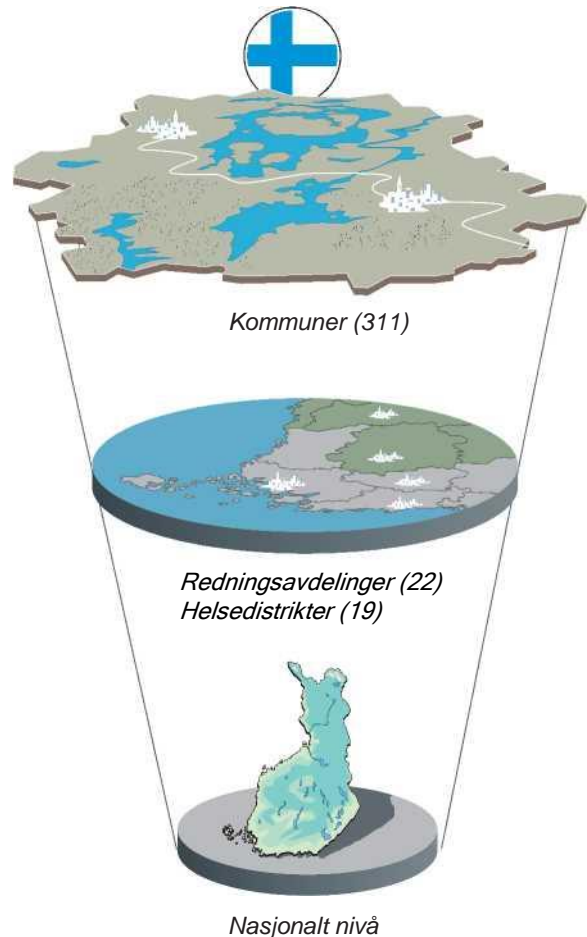 Kommuner (311)
Redningsavdelinger (22)
Helsedistrikter (19)
Nasjonalt nivå